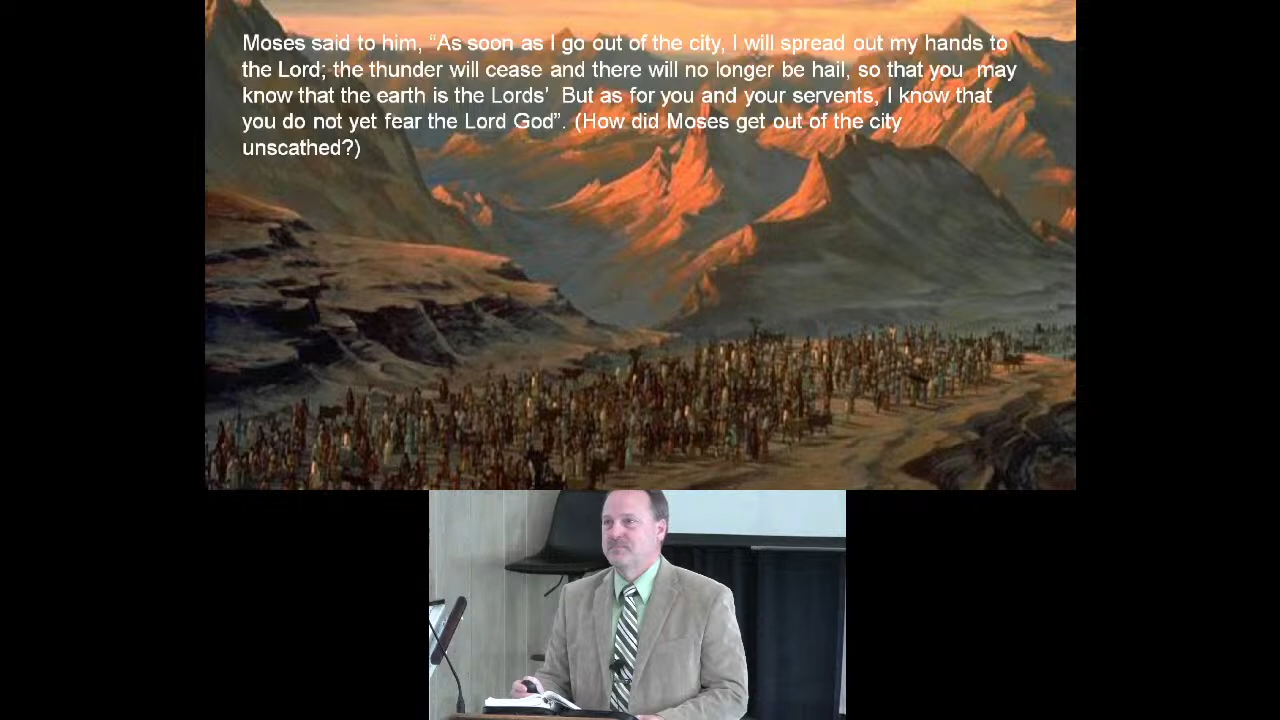 Moses said to him, “As soon as I go out of the city, I will spread out my hands to
the Lord; the thunder will cease and there will no longer be hail, so that you  may
know that the earth is the Lords’  But as for you and your servents, I know that
you do not yet fear the Lord God”. (How did Moses get out of the city
unscathed?)